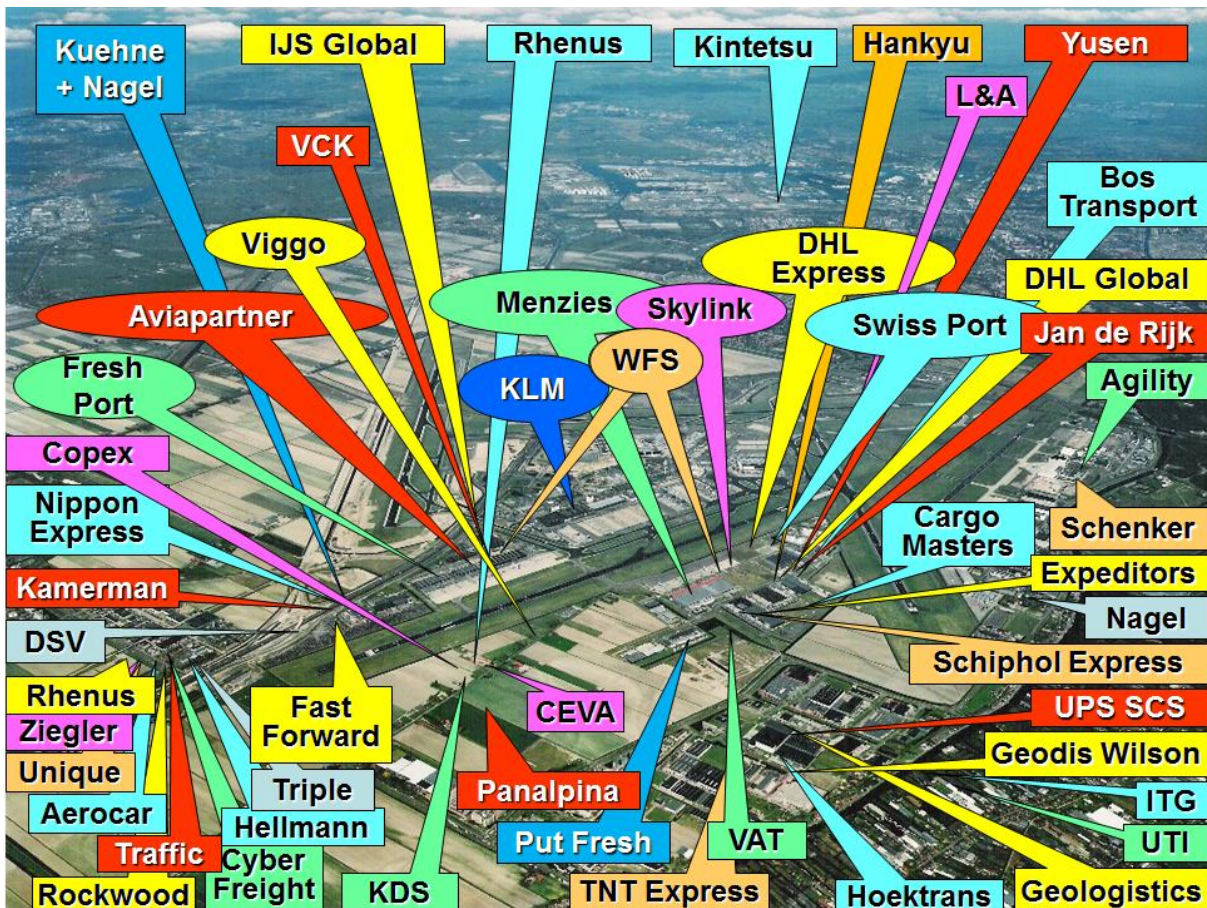 Kuehne
+ Nagel
IJS Global
Rhenus
Kintetsu
Hankyu
Yusen
L&A
VCK
Bos
Transport
Viggo
DHL
Express
DHL Global
Menzies
Skylink
Aviapartner
Swiss Port
Jan de Rijk
WFS
Fresh
Port
KLM
Agility
Copex
Nippon
Express
Cargo
Masters
Schenker
Kamerman
Expeditors
Nagel
DSV
Schiphol Express
Rhenus
Fast
Forward
CEVA
UPS SCS
Ziegler
Geodis Wilson
Unique
Triple
Panalpina
ITG
Aerocar
Hellmann
Put Fresh
VAT
UTI
Traffic
Cyber
Freight
Rockwood
KDS
TNT Express
Hoektrans
Geologistics